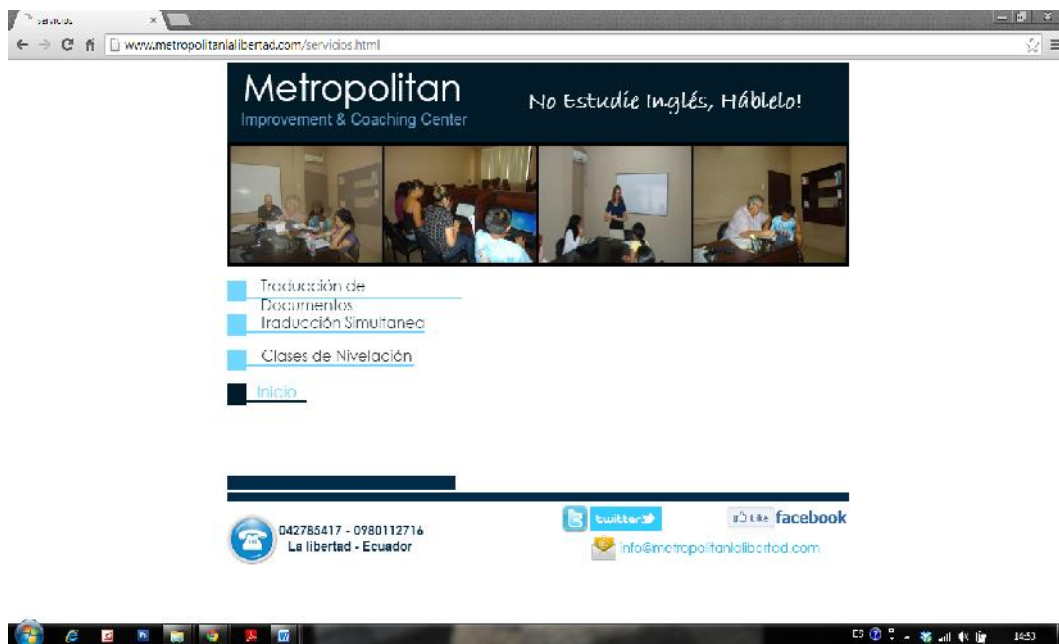 servicios
www.metropolitanlalibertad.com/servicios.html
Metropolitan
Improvement & Coaching Center
No Estudie Inglés, Háblelo!
Traducción de
Documentos
Traducción Simultanea
Clases de Nivelación
Inicio
042785417 - 0980112716
La libertad - Ecuador
twitter
Like facebook
info@metropolitanlalibertad.com
ES
14:53